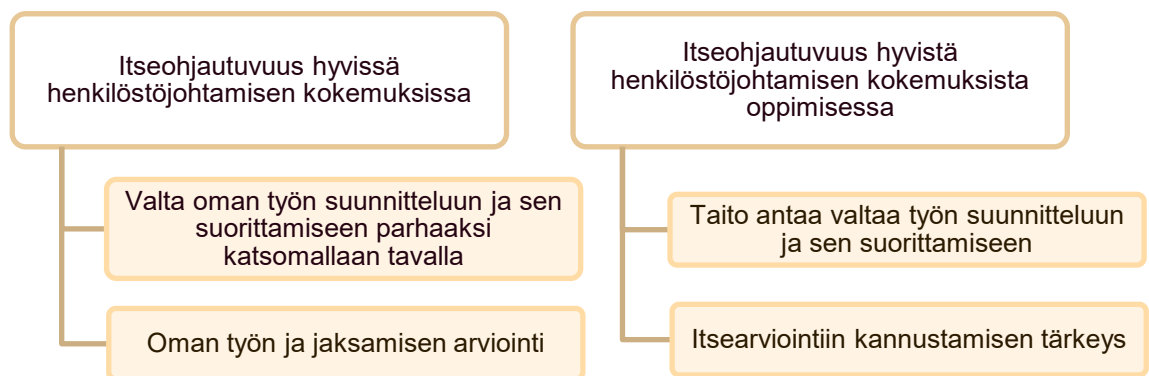 Itseohjautuvuus hyvissä
henkilöstöjohtamisen kokemuksissa
Valta oman työn suunnitteluun ja sen
suorittamiseen parhaaksi
katsomallaan tavalla
Oman työn ja jaksamisen arviointi
Itseohjautuvuus hyvistä
henkilöstöjohtamisen kokemuksista
oppimisessa
Taito antaa valtaa työn suunnitteluun
ja sen suorittamiseen
Itsearviointiin kannustamisen tärkeys